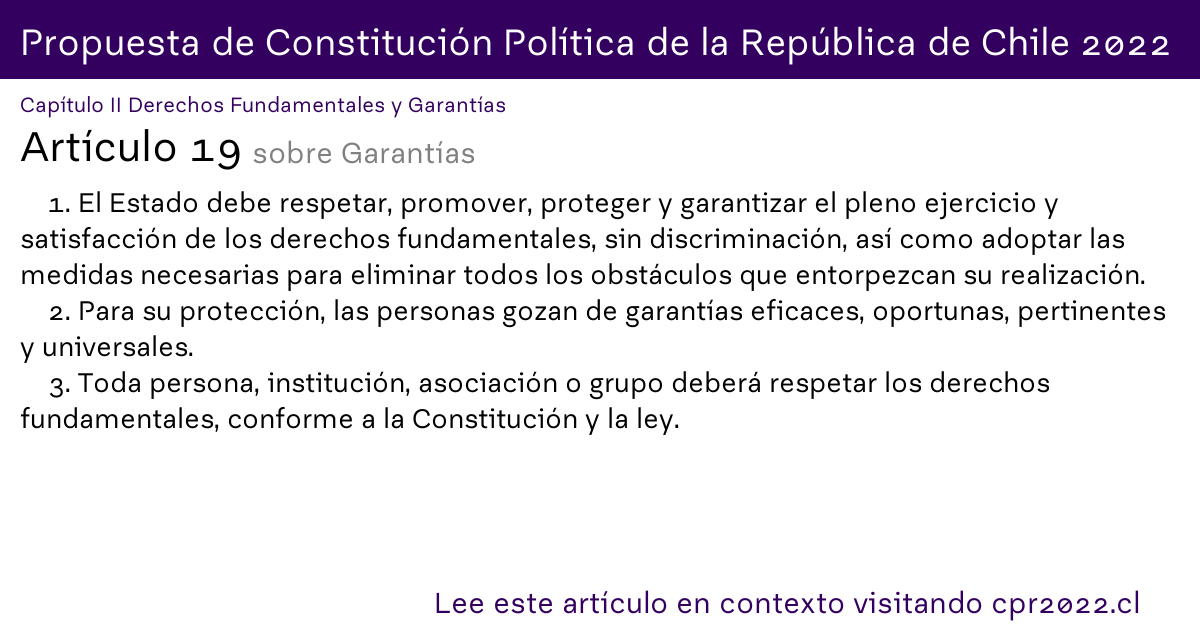 Propuesta de Constitución Política de la República de Chile 2022
Capítulo II Derechos Fundamentales y Garantías
Artículo 19 sobre Garantías
1. El Estado debe respetar, promover, proteger y garantizar el pleno ejercicio y
satisfacción de los derechos fundamentales, sin discriminación, así como adoptar las
medidas necesarias para eliminar todos los obstáculos que entorpezcan su realización.
2. Para su protección, las personas gozan de garantías eficaces, oportunas, pertinentes
y universales.
3. Toda persona, institución, asociación o grupo deberá respetar los derechos
fundamentales, conforme a la Constitución y la ley.
Lee este artículo en contexto visitando cpr2022.cl